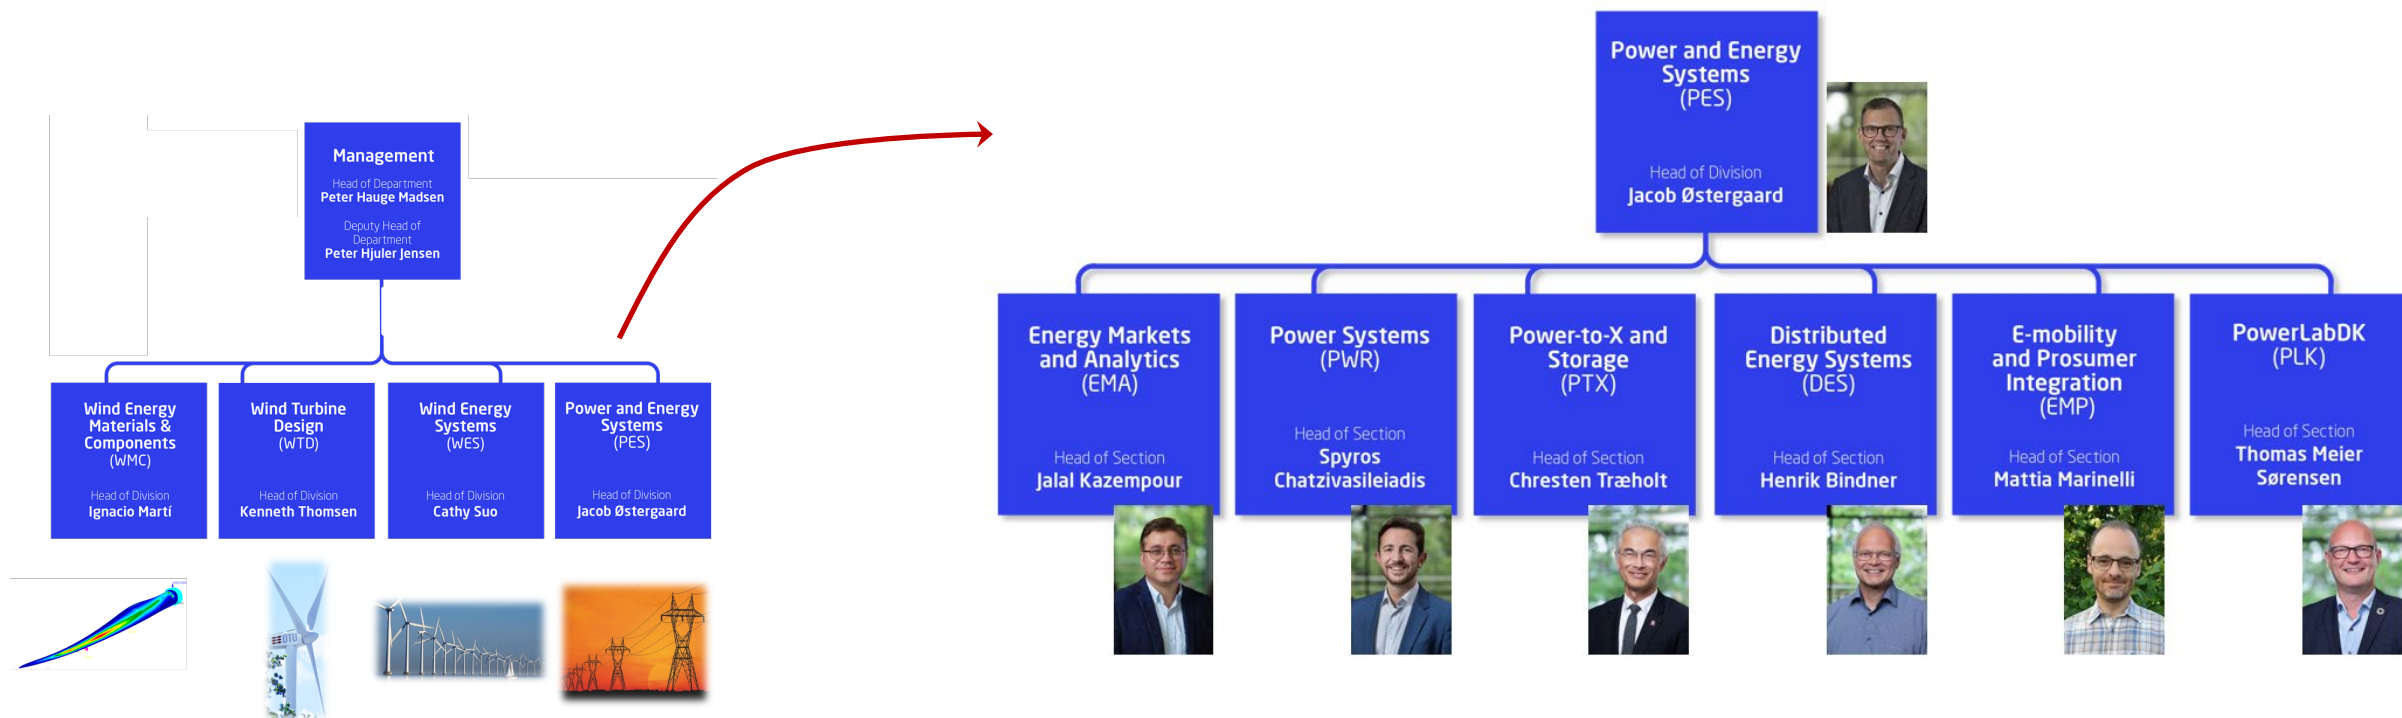 Management
Head of Department
Peter Hauge Madsen
Deputy Head of
Department
Peter Hjuler Jensen
Wind Energy
Materials &
Components
(WMC)
Head of Division
Ignacio Martí
Wind Turbine
Design
(WTD)
Head of Division
Kenneth Thomsen
Wind Energy
Systems
(WES)
Head of Division
Cathy Suo
Power and Energy
Systems
(PES)
Head of Division
Jacob Østergaard
DTU
Power and Energy
Systems
(PES)
Head of Division
Jacob Østergaard
Energy Markets
and Analytics
(EMA)
Head of Section
Jalal Kazempour
Power Systems
(PWR)
Head of Section
Spyros
Chatzivasileiadis
Power-to-X and
Storage
(PTX)
Head of Section
Chresten Træholt
Distributed
Energy Systems
(DES)
Head of Section
Henrik Bindner
E-mobility
and Prosumer
Integration
(EMP)
Head of Section
Mattia Marinelli
PowerLabDK
(PLK)
Head of Section
Thomas Meier
Sørensen